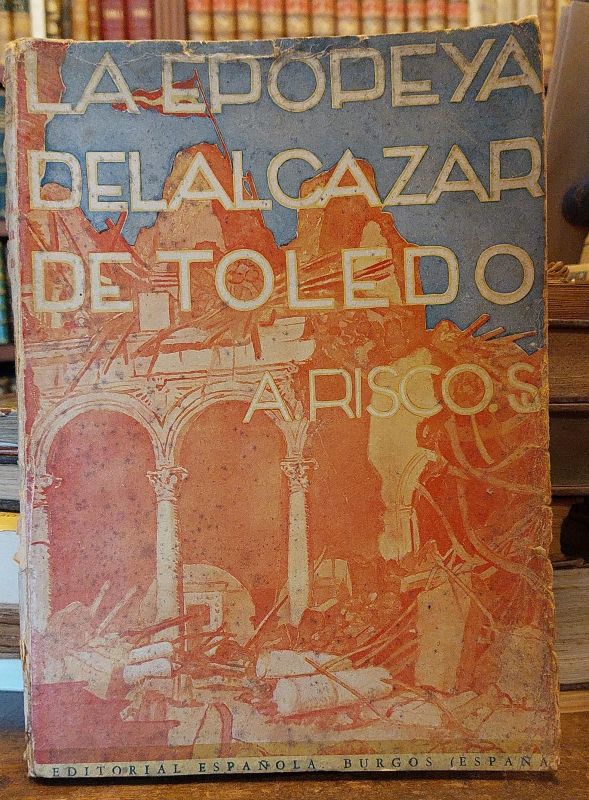 LA EPOPEYA
DEL ALCAZAR
DE TOLEDO
A. RISCO. S
EDITORIAL ESPAÑOLA. BURGOS (ESPAÑA